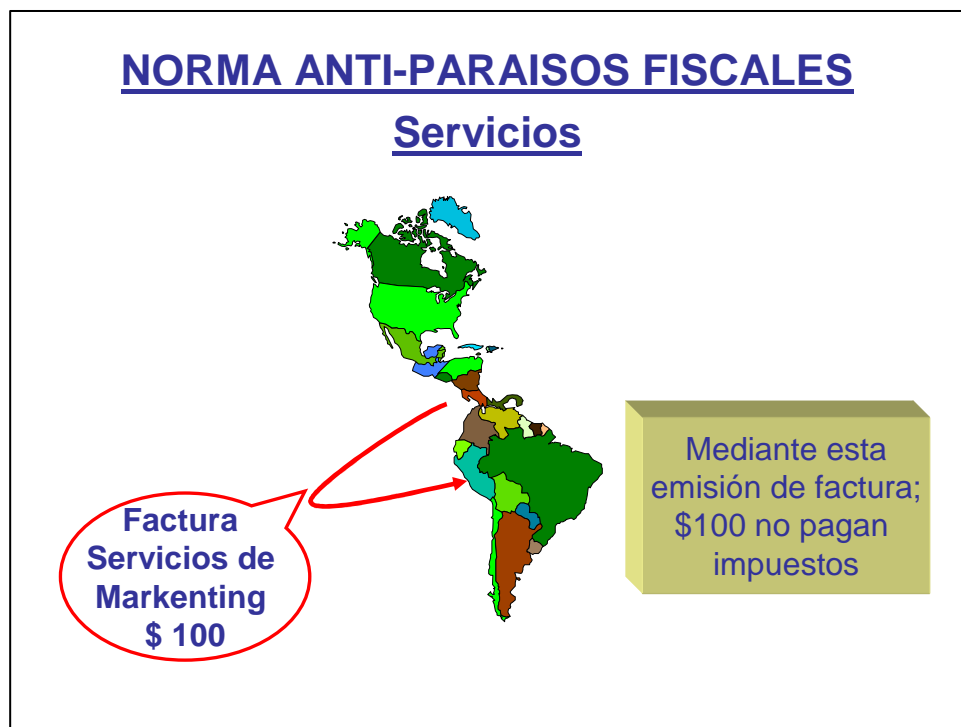 NORMA ANTI-PARAISOS FISCALES
Servicios
Factura
Servicios de
Markenting
$ 100
Mediante esta
emisión de factura;
$100 no pagan
impuestos